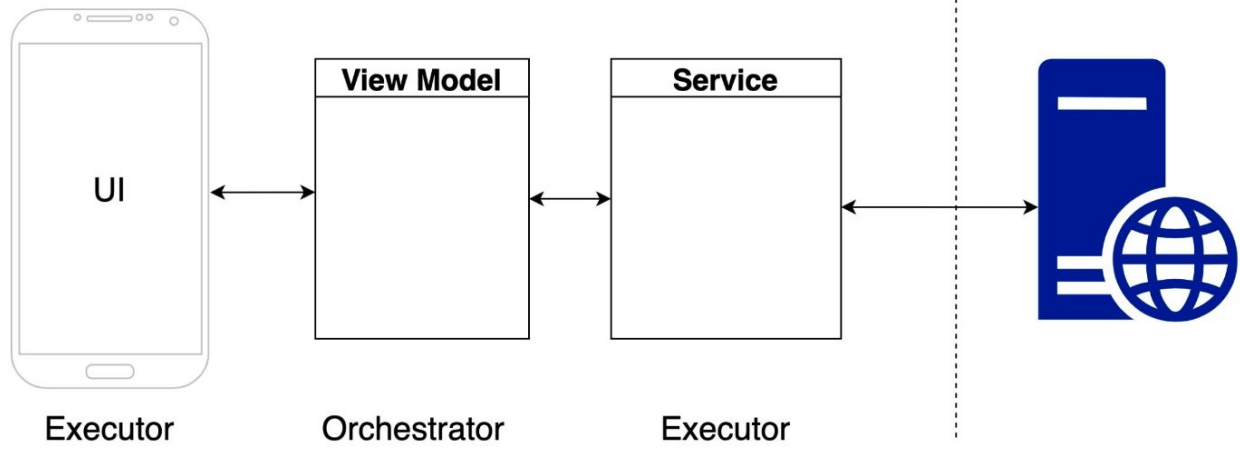 View Model
Service
UI
Executor
Orchestrator
Executor